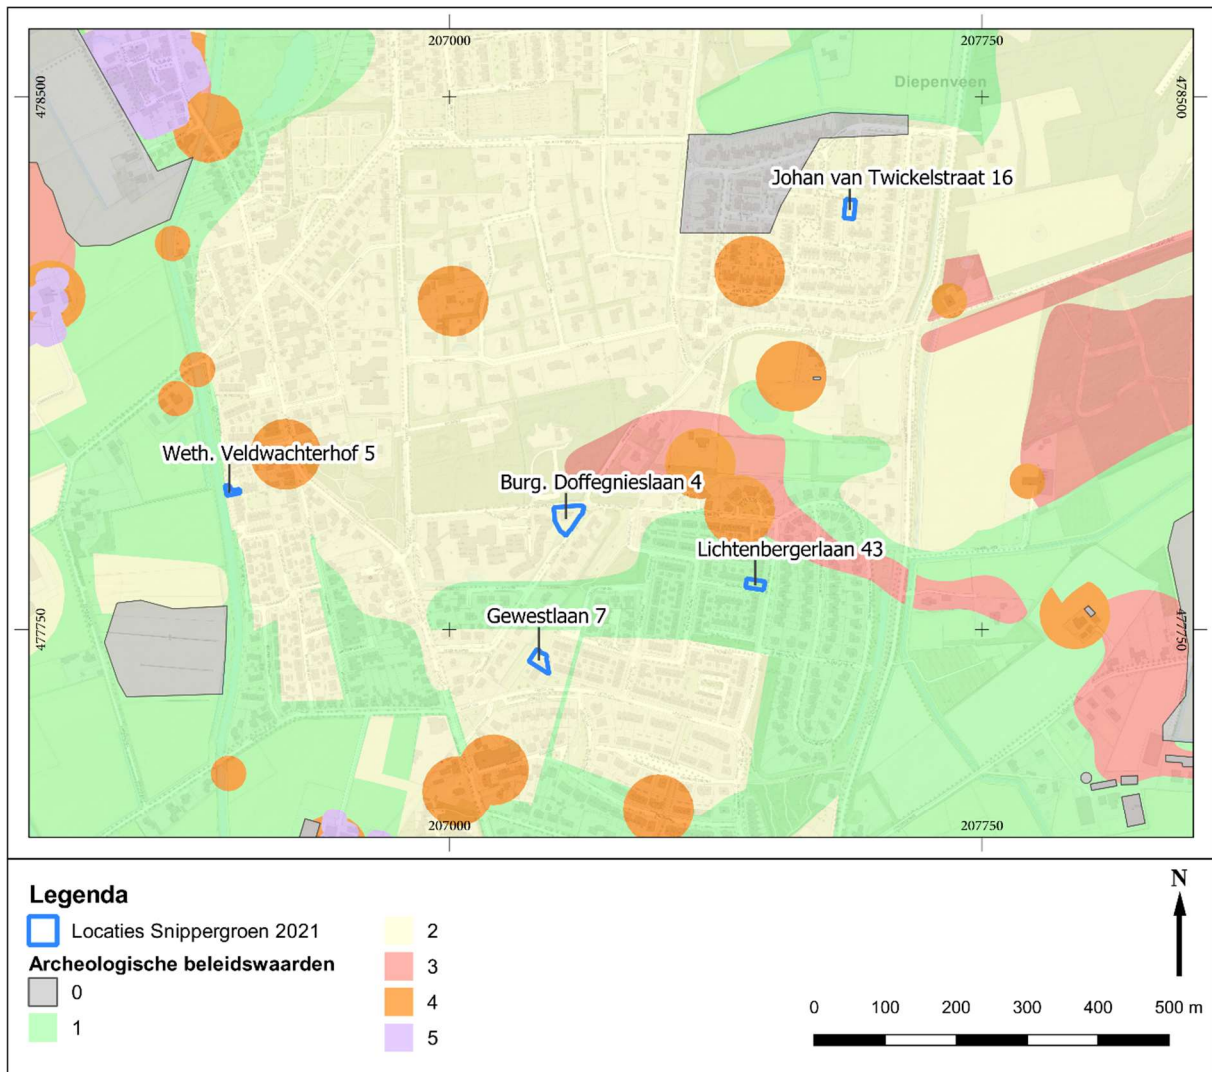 207000
207750
478500
478500
Diepenveen
Johan van Twickelstraat 16
Weth. Veldwachterhof 5
Burg. Doffegnieslaan 4
Lichtenbergerlaan 43
Gewestlaan 7
477750
477750
207000
207750
Legenda
Locaties Snippergroen 2021
Archeologische beleidswaarden
0
1
2
3
4
5
N
0 100 200 300 400 500 m